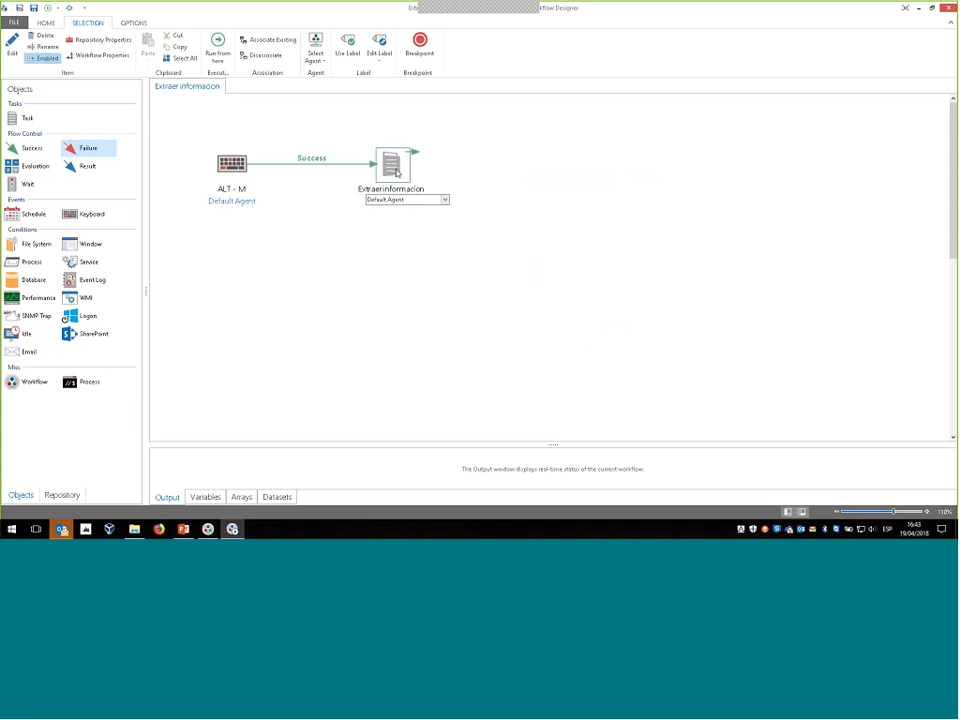 Ex kflow Designer
FILE HOME SELECTION OPTIONS
Edit
Delete
Rename
Enabled
Repository Properties
Workflow Properties
Item
Paste
Cut
Copy
Select All
Clipboard
Run from here
Execut...
Associate Existing
Disassociate
Association
Select Agent
Agent
Use Label
Edit Label
Label
Breakpoint
Breakpoint
Objects
Extraer informacion
Tasks
Task
Flow Control
Success Failure
Evaluation Result
Wait
Events
Schedule Keyboard
Conditions
File System Window
Process Service
Database Event Log
Performance WMI
SNMP Trap Logon
Idle SharePoint
Email
Misc
Workflow Process
Objects Repository
Success
ALT - M
Default Agent
Extraer informacion
Default Agent
The Output window displays real-time status of the current workflow.
Output Variables Arrays Datasets
110%
ESP
16:43
19/04/2018